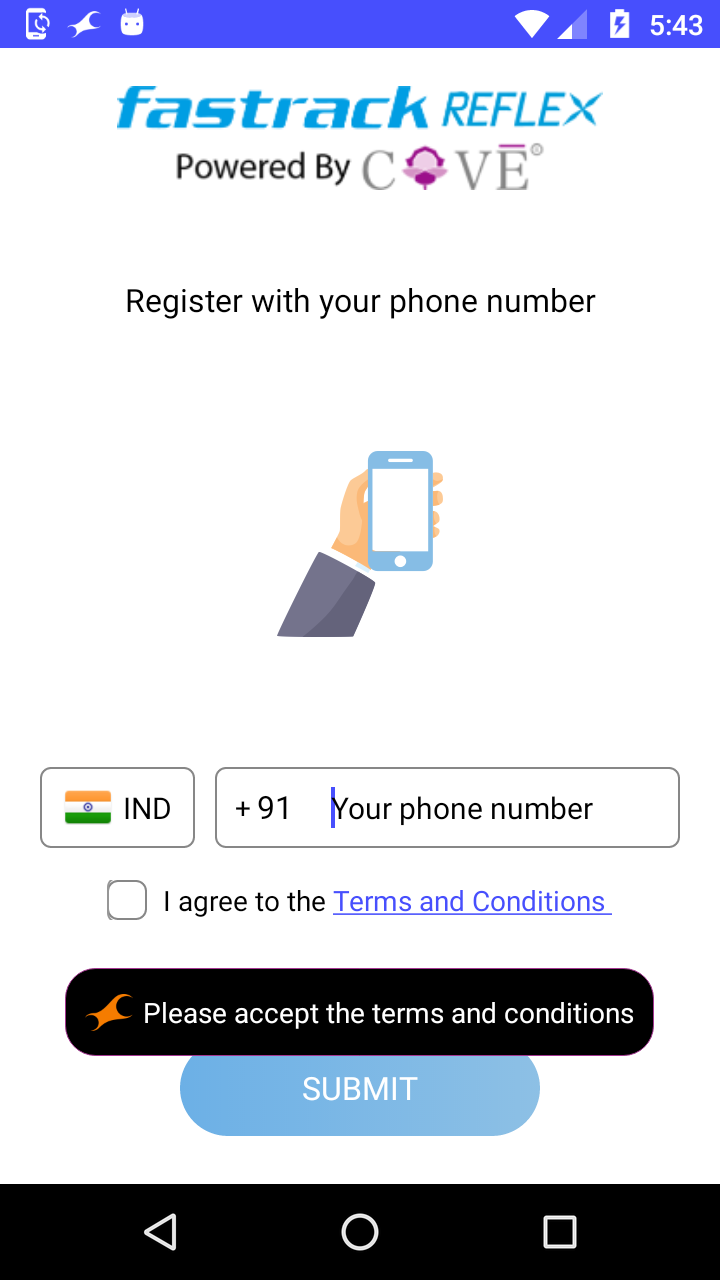 5:43
fastrack REFLEX
Powered By COVE®
Register with your phone number
IND
+ 91 Your phone number
I agree to the Terms and Conditions
Please accept the terms and conditions
SUBMIT